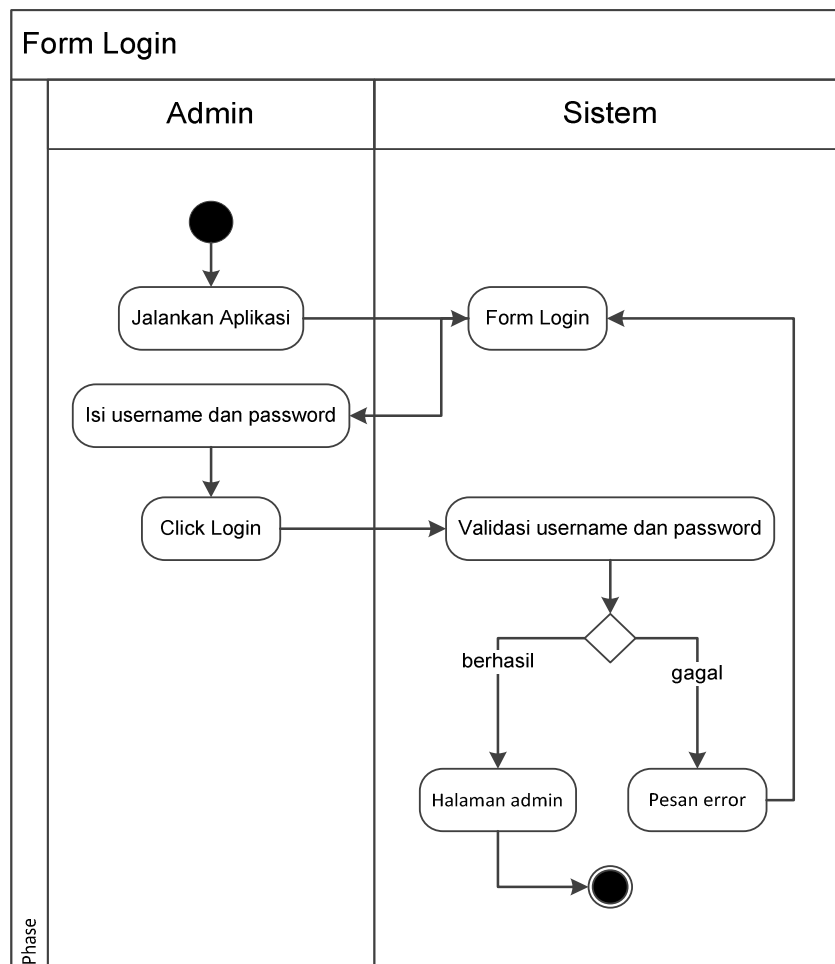 Form Login
Admin
Sistem
Jalankan Aplikasi
Form Login
Isi username dan password
Click Login
Validasi username dan password
berhasil
gagal
Halaman admin
Pesan error
Phase